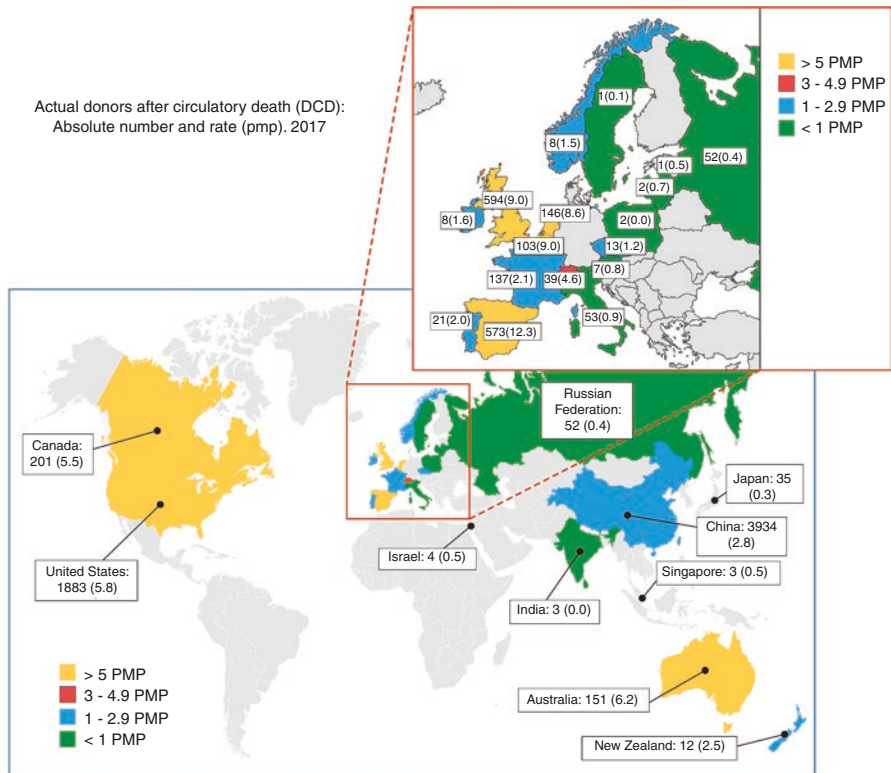 Actual donors after circulatory death (DCD):
Absolute number and rate (pmp). 2017
> 5 PMP
3 - 4.9 PMP
1 - 2.9 PMP
< 1 PMP
1(0.1)
8(1.5)
1(0.5)
52(0.4)
2(0.7)
594(9.0)
146(8.6)
2(0.0)
8(1.6)
103(9.0)
13(1.2)
137(2.1)
39(4.6)
7(0.8)
21(2.0)
573(12.3)
53(0.9)
Russian
Federation:
52 (0.4)
Canada:
201 (5.5)
Japan: 35
(0.3)
China: 3934
(2.8)
United States:
1883 (5.8)
Israel: 4 (0.5)
Singapore: 3 (0.5)
India: 3 (0.0)
Australia: 151 (6.2)
New Zealand: 12 (2.5)
> 5 PMP
3 - 4.9 PMP
1 - 2.9 PMP
< 1 PMP